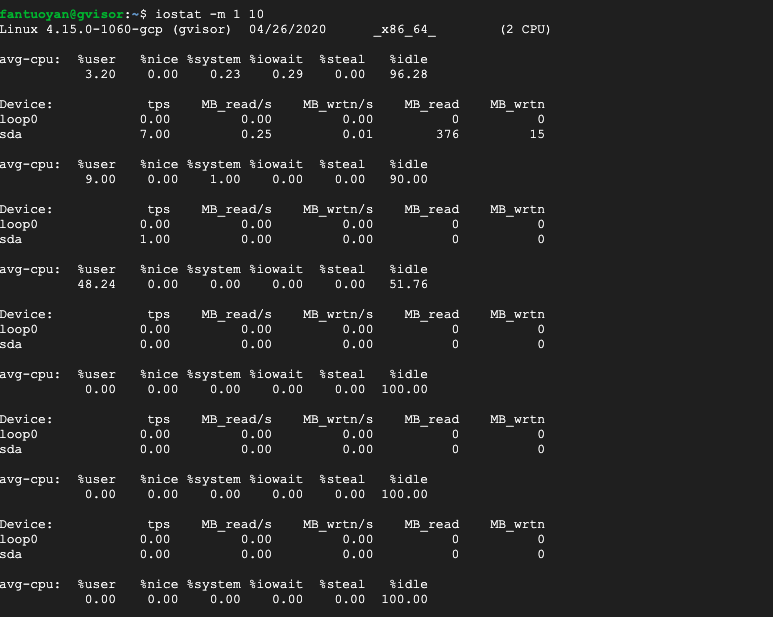 fantuoyan@gvisor:~$ iostat -m 1 10
Linux 4.15.0-1060-gcp (gvisor)  04/26/2020      _x86_64_        (2 CPU)
avg-cpu:  %user   %nice %system %iowait  %steal   %idle
           3.20    0.00    0.23    0.29    0.00   96.28
Device:            tps    MB_read/s    MB_wrtn/s    MB_read    MB_wrtn
loop0             0.00         0.00         0.00          0          0
sda               7.00         0.25         0.01        376         15
avg-cpu:  %user   %nice %system %iowait  %steal   %idle
           9.00    0.00    1.00    0.00    0.00   90.00
Device:            tps    MB_read/s    MB_wrtn/s    MB_read    MB_wrtn
loop0             0.00         0.00         0.00          0          0
sda               1.00         0.00         0.00          0          0
avg-cpu:  %user   %nice %system %iowait  %steal   %idle
          48.24    0.00    0.00    0.00    0.00   51.76
Device:            tps    MB_read/s    MB_wrtn/s    MB_read    MB_wrtn
loop0             0.00         0.00         0.00          0          0
sda               0.00         0.00         0.00          0          0
avg-cpu:  %user   %nice %system %iowait  %steal   %idle
           0.00    0.00    0.00    0.00    0.00  100.00
Device:            tps    MB_read/s    MB_wrtn/s    MB_read    MB_wrtn
loop0             0.00         0.00         0.00          0          0
sda               0.00         0.00         0.00          0          0
avg-cpu:  %user   %nice %system %iowait  %steal   %idle
           0.00    0.00    0.00    0.00    0.00  100.00
Device:            tps    MB_read/s    MB_wrtn/s    MB_read    MB_wrtn
loop0             0.00         0.00         0.00          0          0
sda               0.00         0.00         0.00          0          0
avg-cpu:  %user   %nice %system %iowait  %steal   %idle
           0.00    0.00    0.00    0.00    0.00  100.00